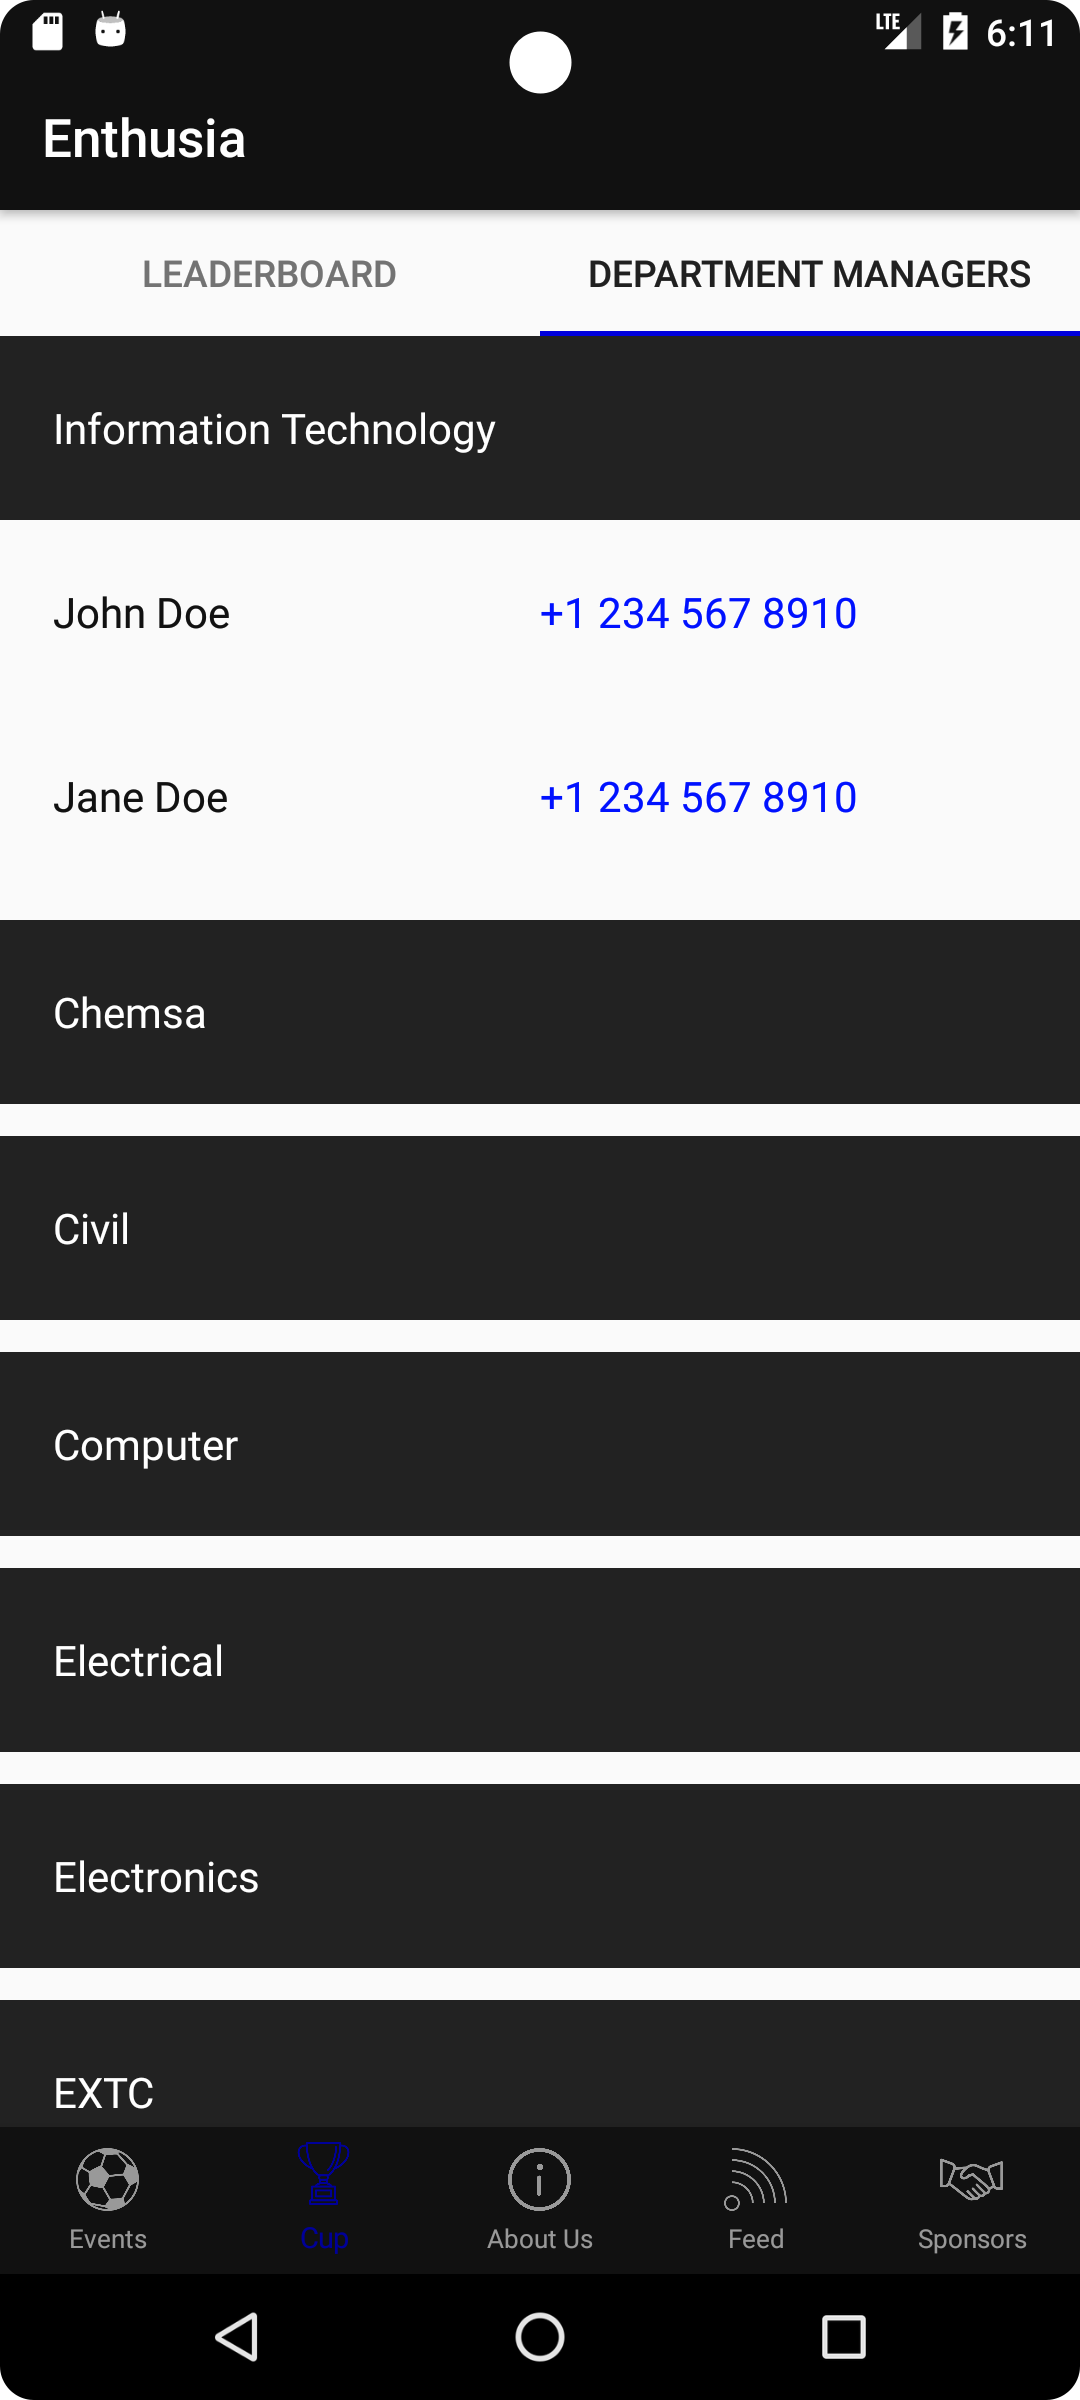 LTE 6:11
Enthusia
LEADERBOARD DEPARTMENT MANAGERS
Information Technology
John Doe +1 234 567 8910
Jane Doe +1 234 567 8910
Chemsa
Civil
Computer
Electrical
Electronics
EXTC
Events Cup About Us Feed Sponsors